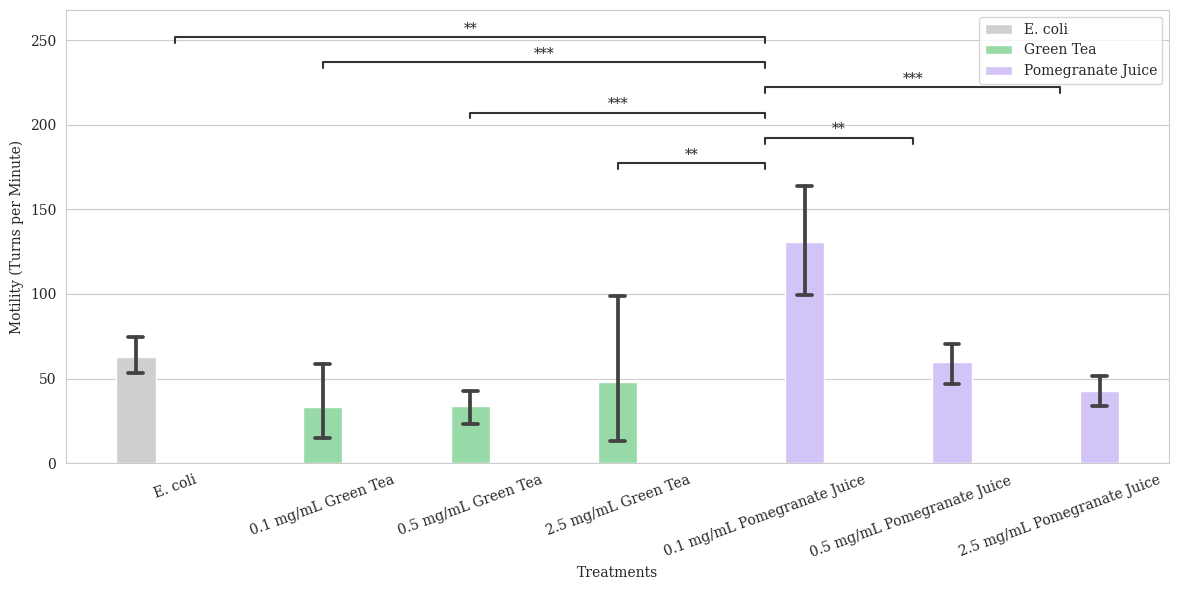 **
***
***
***
**
**
E. coli
Green Tea
Pomegranate Juice
Motility (Turns per Minute)
250
200
150
100
50
0
E. coli
0.1 mg/mL Green Tea
0.5 mg/mL Green Tea
2.5 mg/mL Green Tea
0.1 mg/mL Pomegranate Juice
0.5 mg/mL Pomegranate Juice
2.5 mg/mL Pomegranate Juice
Treatments